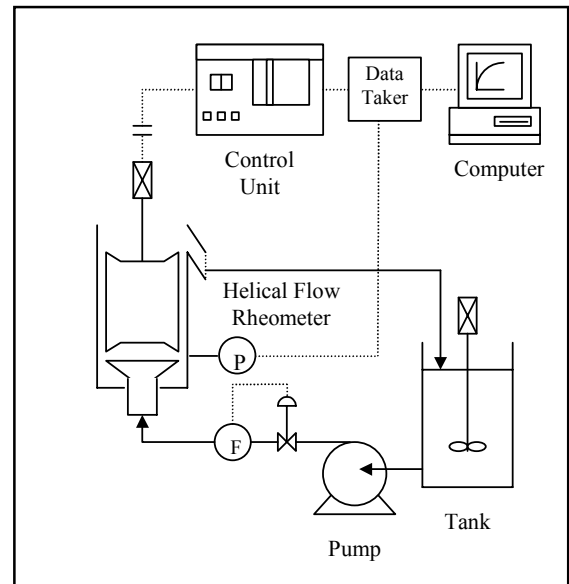 Data
Taker
Control
Unit
Computer
Helical Flow
Rheometer
P
F
Tank
Pump